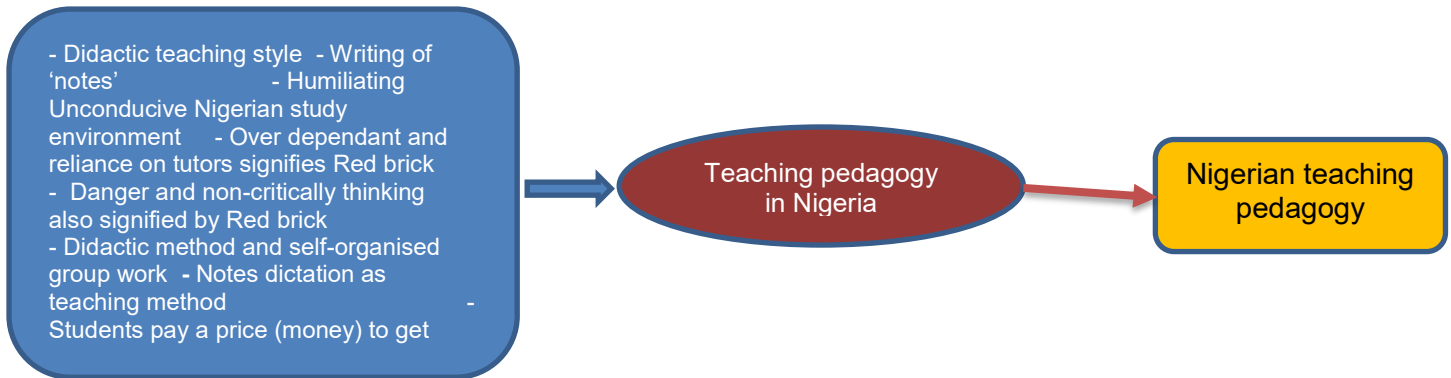 - Didactic teaching style - Writing of
‘notes’ - Humiliating
Unconducive Nigerian study
environment - Over dependant and
reliance on tutors signifies Red brick
- Danger and non-critically thinking
also signified by Red brick
- Didactic method and self-organised
group work - Notes dictation as
teaching method -
Students pay a price (money) to get
Teaching pedagogy
in Nigeria
Nigerian teaching
pedagogy